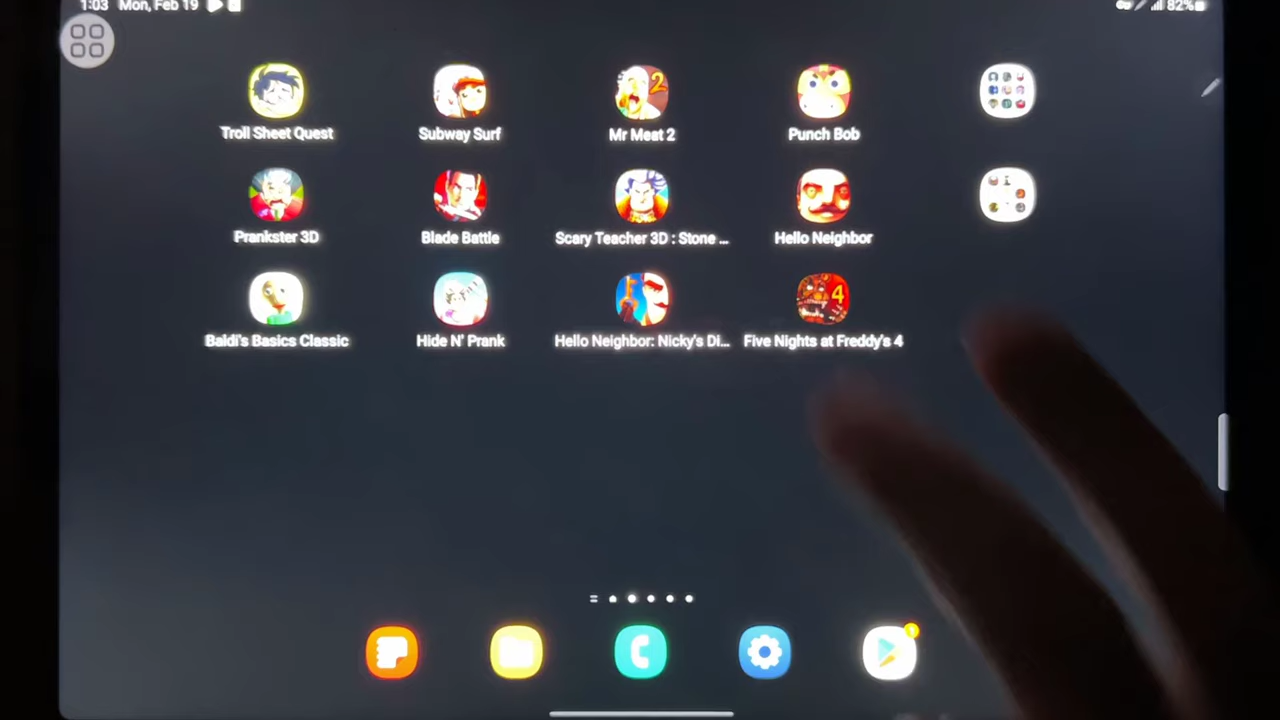 1:03 Mon, Feb 19 82%
Troll Sheet Quest Subway Surf Mr Meat 2 Punch Bob
Prankster 3D Blade Battle Scary Teacher 3D : Stone ... Hello Neighbor
Baldi's Basics Classic Hide N' Prank Hello Neighbor: Nicky's Di... Five Nights at Freddy's 4